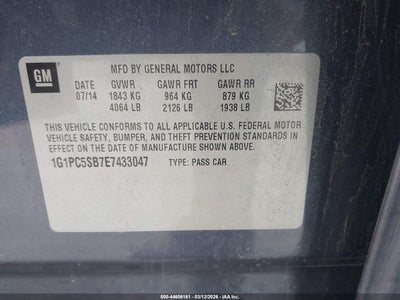 GM
MFD BY GENERAL MOTORS LLC
DATE GVWR GAWR FRT GAWR RR
07/14 1843 KG 964 KG 879 KG
4064 LB 2126 LB 1938 LB
THIS VEHICLE CONFORMS TO ALL APPLICABLE U.S. FEDERAL MOTOR
VEHICLE SAFETY, BUMPER, AND THEFT PREVENTION STANDARDS IN
EFFECT ON THE DATE OF MANUFACTURE SHOWN ABOVE.
1G1PC5SB7E7433047 TYPE: PASS CAR
44606161 | 03/12/2026 | IAA Inc.